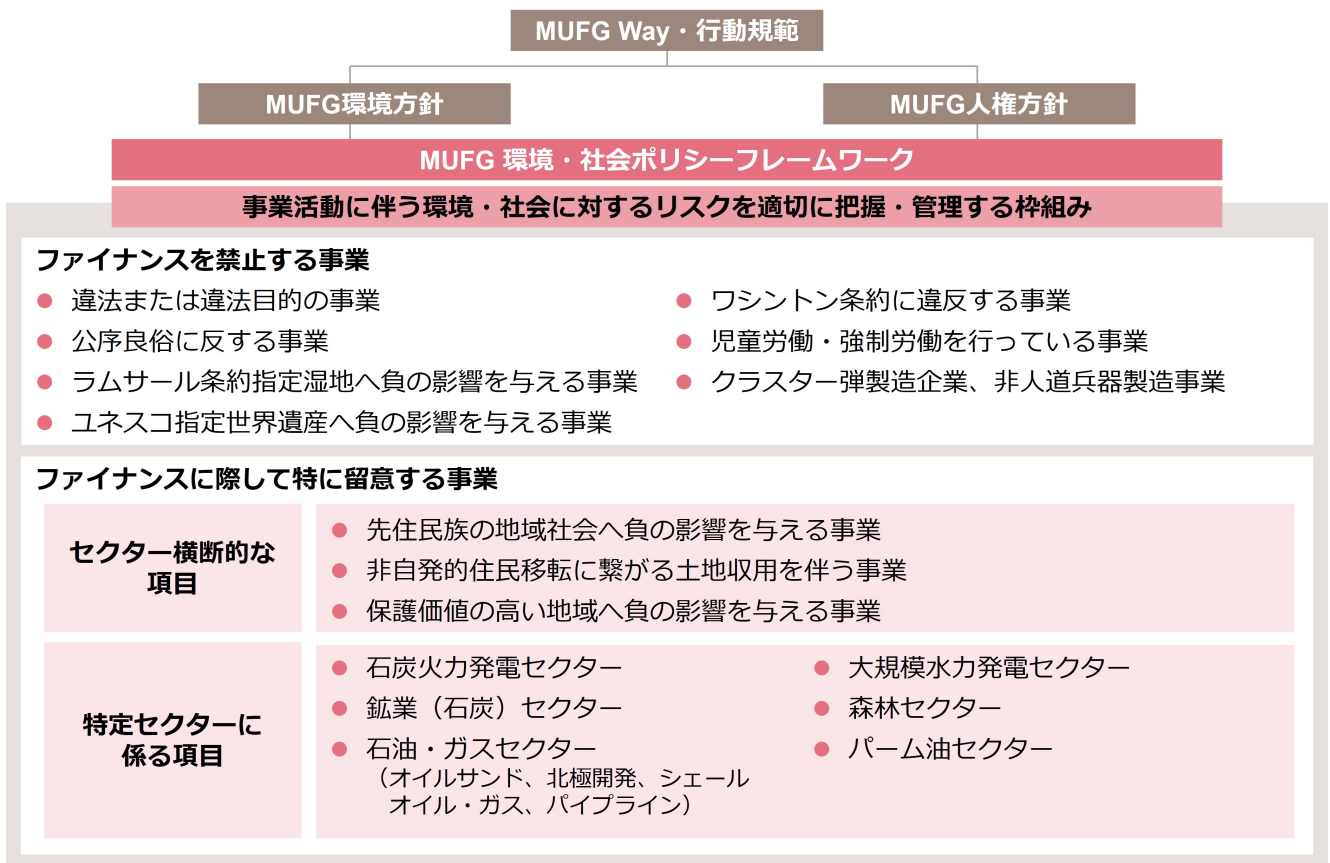 MUFG Way・行動規範
MUFG環境方針
MUFG人権方針
MUFG 環境・社会ポリシーフレームワーク
事業活動に伴う環境・社会に対するリスクを適切に把握・管理する枠組み
ファイナンスを禁止する事業
● 違法または違法目的の事業
● 公序良俗に反する事業
● ラムサール条約指定湿地へ負の影響を与える事業
● ユネスコ指定世界遺産へ負の影響を与える事業
● ワシントン条約に違反する事業
● 児童労働・強制労働を行っている事業
● クラスター弾製造企業、非人道兵器製造事業
ファイナンスに際して特に留意する事業
セクター横断的な
項目
● 先住民族の地域社会へ負の影響を与える事業
● 非自発的住民移転に繋がる土地収用を伴う事業
● 保護価値の高い地域へ負の影響を与える事業
特定セクターに
係る項目
● 石炭火力発電セクター
● 鉱業（石炭）セクター
● 石油・ガスセクター
（オイルサンド、北極開発、シェール
オイル・ガス、パイプライン）
● 大規模水力発電セクター
● 森林セクター
● パーム油セクター